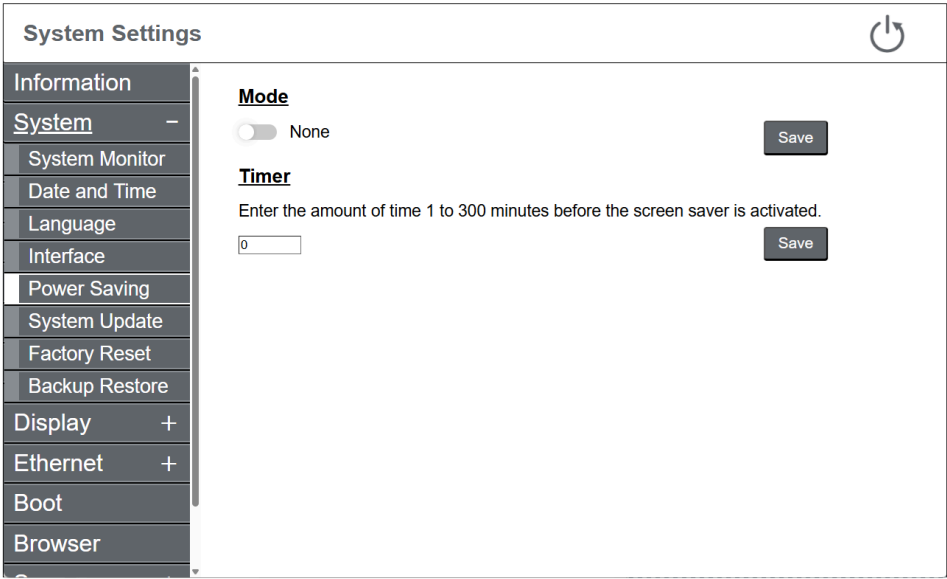 System Settings
Information
System −
System Monitor
Date and Time
Language
Interface
Power Saving
System Update
Factory Reset
Backup Restore
Display +
Ethernet +
Boot
Browser
Mode
None
Save
Timer
Enter the amount of time 1 to 300 minutes before the screen saver is activated.
0
Save